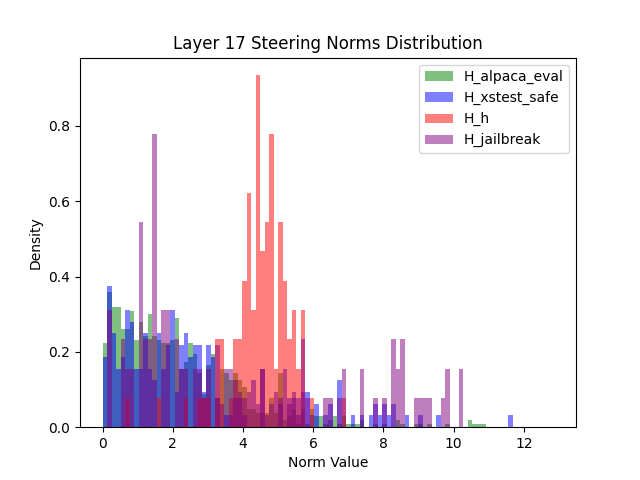 Layer 17 Steering Norms Distribution
H_alpaca_eval
H_xstest_safe
H_h
H_jailbreak
Density
0.8
0.6
0.4
0.2
0.0
0 2 4 6 8 10 12
Norm Value